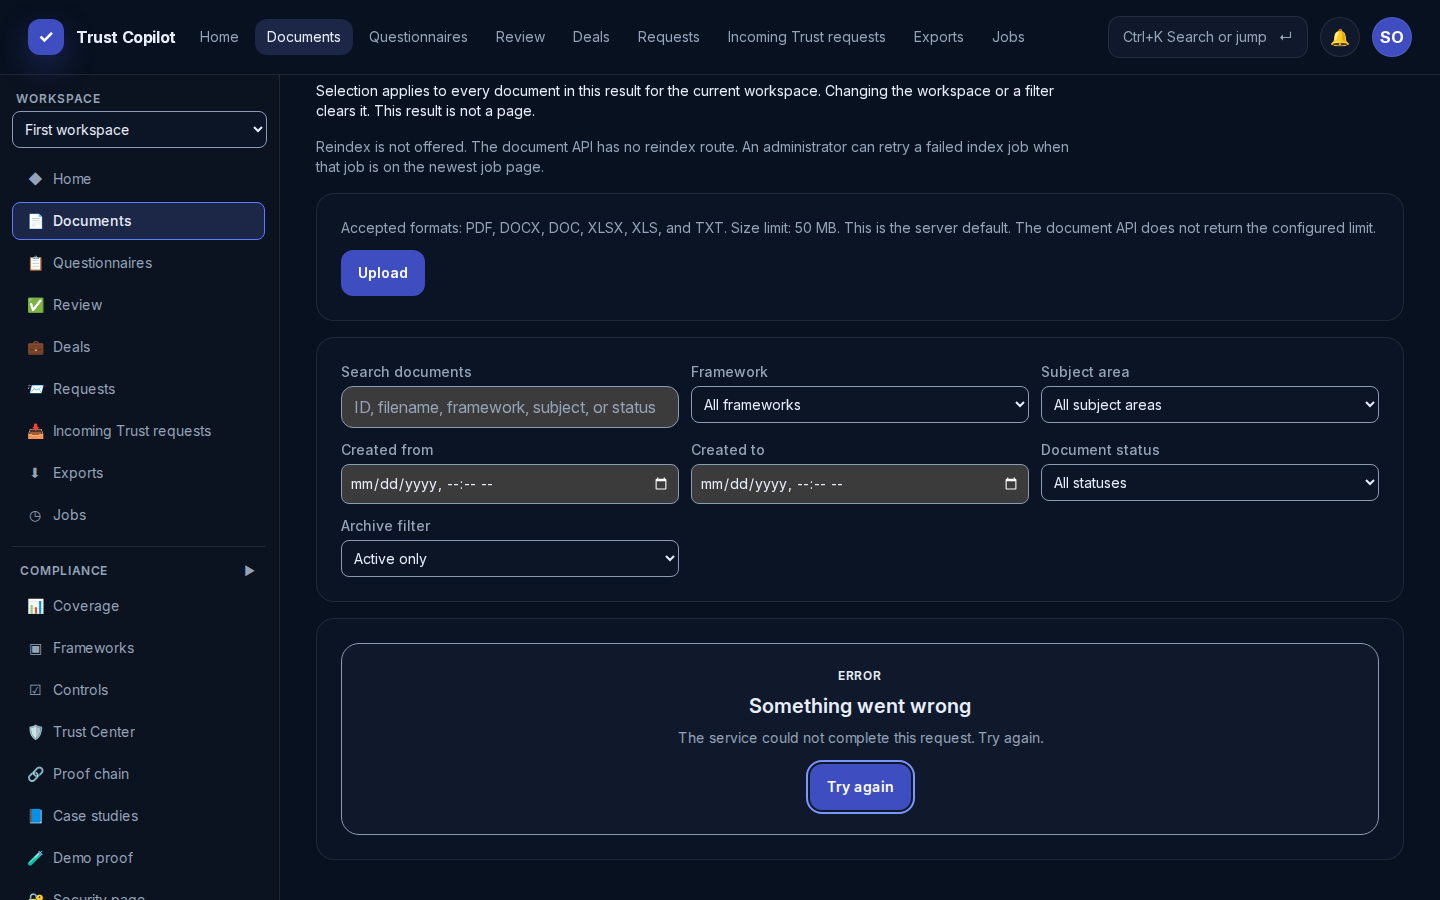 Trust Copilot
Home
Documents
Questionnaires
Review
Deals
Requests
Incoming Trust requests
Exports
Jobs
Ctrl+K Search or jump ↵
SO
WORKSPACE
First workspace
Home
Documents
Questionnaires
Review
Deals
Requests
Incoming Trust requests
Exports
Jobs
COMPLIANCE
Coverage
Frameworks
Controls
Trust Center
Proof chain
Case studies
Demo proof
Security page
Selection applies to every document in this result for the current workspace. Changing the workspace or a filter
clears it. This result is not a page.
Reindex is not offered. The document API has no reindex route. An administrator can retry a failed index job when
that job is on the newest job page.
Accepted formats: PDF, DOCX, DOC, XLSX, XLS, and TXT. Size limit: 50 MB. This is the server default. The document API does not return the configured limit.
Upload
Search documents
ID, filename, framework, subject, or status
Framework
All frameworks
Subject area
All subject areas
Created from
mm/dd/yyyy, --:-- --
Created to
mm/dd/yyyy, --:-- --
Document status
All statuses
Archive filter
Active only
ERROR
Something went wrong
The service could not complete this request. Try again.
Try again